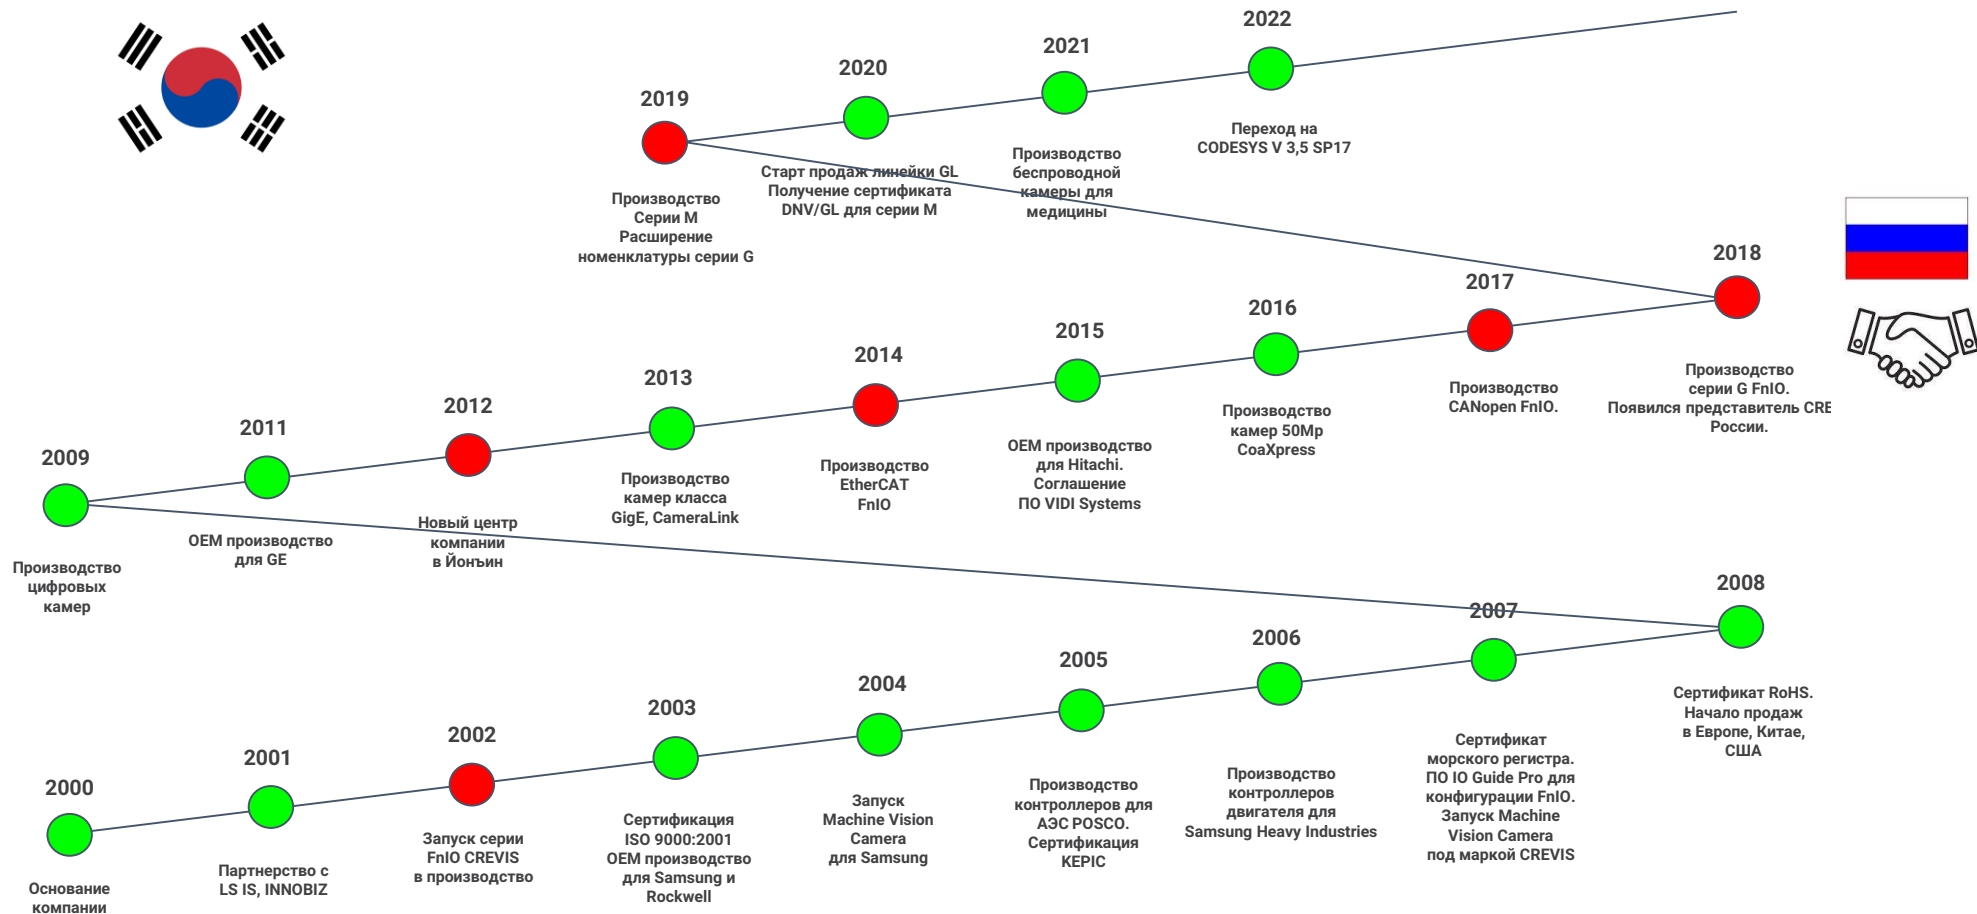 2000
Основание
компании
2001
Партнерство с
LS IS, INNOBIZ
2002
Запуск серии
FnIO CREVIS
в производство
2003
Сертификация
ISO 9000:2001
OEM производство
для Samsung и
Rockwell
2004
Запуск
Machine Vision
Camera
для Samsung
2005
Производство
контроллеров для
АЭС POSCO.
Сертификация
KEPIC
2006
Производство
контроллеров
двигателя для
Samsung Heavy Industries
2007
Сертификат
морского регистра.
ПО IO Guide Pro для
конфигурации FnIO.
Запуск Machine
Vision Camera
под маркой CREVIS
2008
Сертификат RoHS.
Начало продаж
в Европе, Китае,
США
2009
Производство
цифровых
камер
2011
OEM производство
для GE
2012
Новый центр
компании
в Йонъин
2013
Производство
камер класса
GigE, CameraLink
2014
Производство
EtherCAT
FnIO
2015
OEM производство
для Hitachi.
Соглашение
ПО VIDI Systems
2016
Производство
камер 50Mp
CoaXpress
2017
Производство
CANopen FnIO.
2018
Производство
серии G FnIO.
Появился представитель CRE
России.
2019
Производство
Серии M
Расширение
номенклатуры серии G
2020
Старт продаж линейки GL
Получение сертификата
DNV/GL для серии M
2021
Производство
беспроводной
камеры для
медицины
2022
Переход на
CODESYS V 3,5 SP17